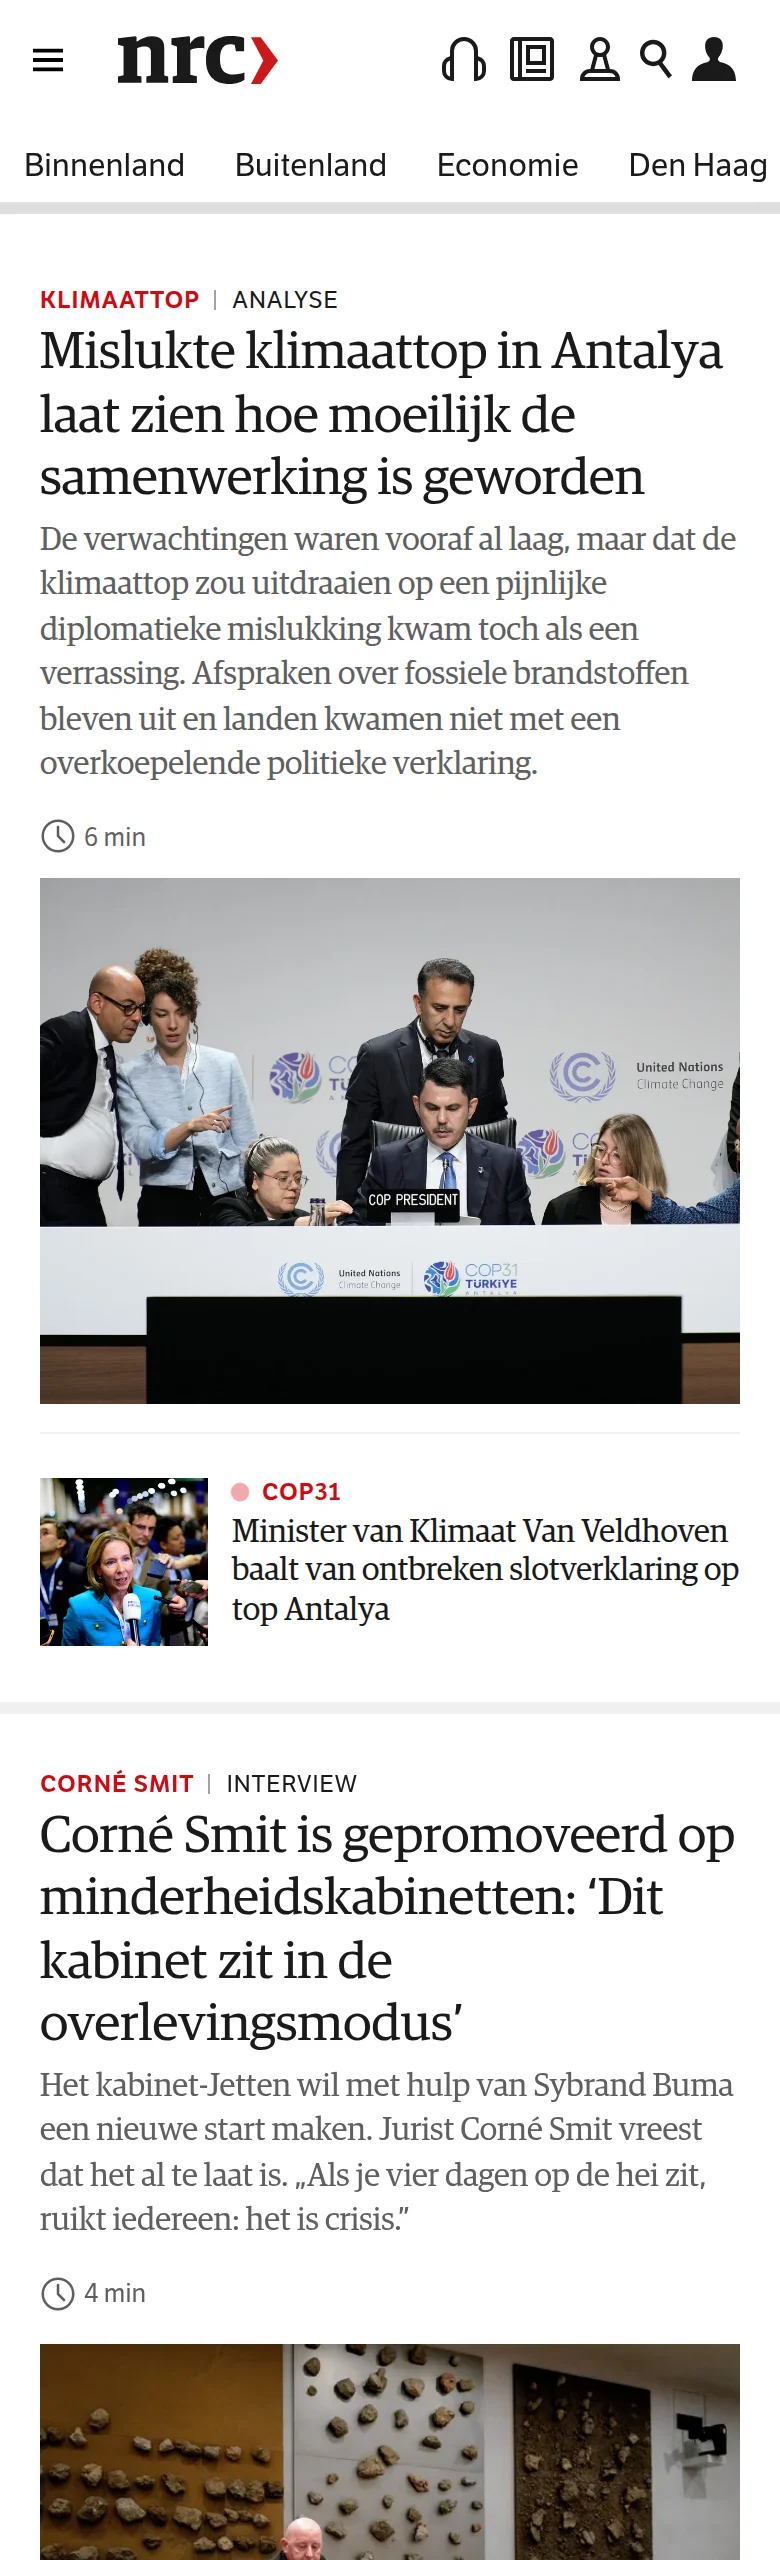 nrc
Binnenland Buitenland Economie Den Haag
KLIMAATTOP | ANALYSE
Mislukte klimaattop in Antalya
laat zien hoe moeilijk de
samenwerking is geworden
De verwachtingen waren vooraf al laag, maar dat de
klimaattop zou uitdraaien op een pijnlijke
diplomatieke mislukking kwam toch als een
verrassing. Afspraken over fossiele brandstoffen
bleven uit en landen kwamen niet met een
overkoepelende politieke verklaring.
6 min
United Nations
Climate Change
COP PRESIDENT
United Nations
Climate Change
COP31
TÜRKİYE
ANTALYA
COP31
Minister van Klimaat Van Veldhoven
baalt van ontbreken slotverklaring op
top Antalya
CORNÉ SMIT | INTERVIEW
Corné Smit is gepromoveerd op
minderheidskabinetten: ‘Dit
kabinet zit in de
overlevingsmodus’
Het kabinet-Jetten wil met hulp van Sybrand Buma
een nieuwe start maken. Jurist Corné Smit vreest
dat het al te laat is. „Als je vier dagen op de hei zit,
ruikt iedereen: het is crisis.”
4 min